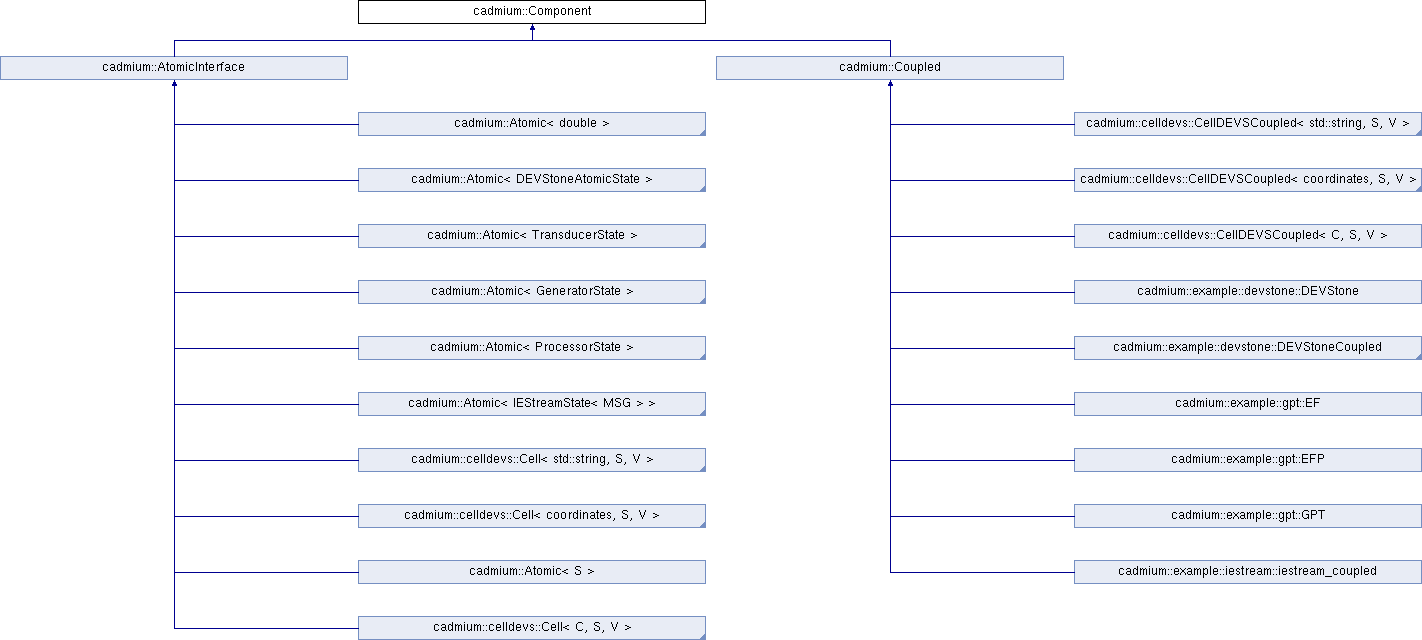 cadmium::Component
cadmium::AtomicInterface
cadmium::Coupled
cadmium::Atomic< double >
cadmium::celldevs::CellDEVSCoupled< std::string, S, V >
cadmium::Atomic< DEVStoneAtomicState >
cadmium::celldevs::CellDEVSCoupled< coordinates, S, V >
cadmium::Atomic< TransducerState >
cadmium::celldevs::CellDEVSCoupled< C, S, V >
cadmium::Atomic< GeneratorState >
cadmium::example::devstone::DEVStone
cadmium::Atomic< ProcessorState >
cadmium::example::devstone::DEVStoneCoupled
cadmium::Atomic< IEStreamState< MSG > >
cadmium::example::gpt::EF
cadmium::celldevs::Cell< std::string, S, V >
cadmium::example::gpt::EFP
cadmium::celldevs::Cell< coordinates, S, V >
cadmium::example::gpt::GPT
cadmium::Atomic< S >
cadmium::example::iestream::iestream_coupled
cadmium::celldevs::Cell< C, S, V >